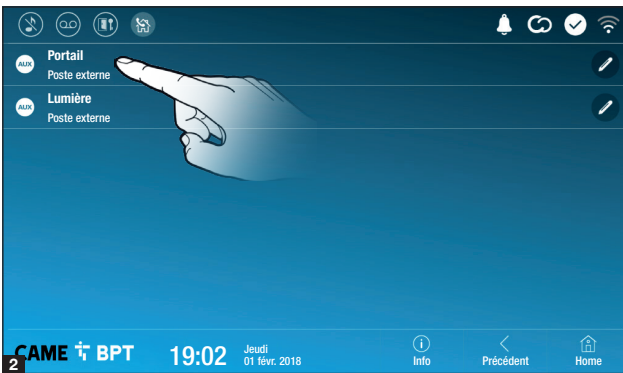 AUX
Portail
Poste externe
AUX
Lumière
Poste externe
2
CAME BPT
19:02
Jeudi
01 févr. 2018
Info
Précédent
Home